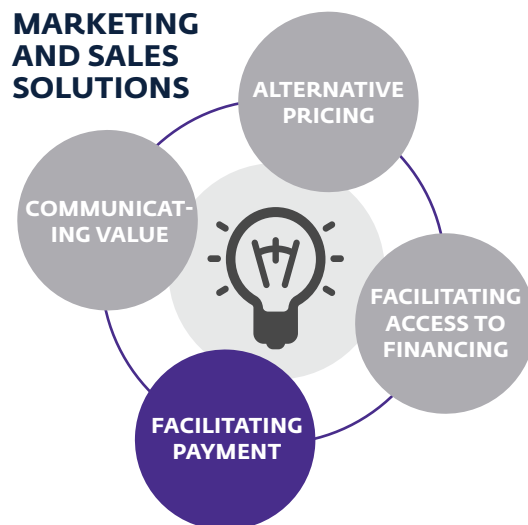 MARKETING
AND SALES
SOLUTIONS
ALTERNATIVE
PRICING
COMMUNICAT-
ING VALUE
FACILITATING
ACCESS TO
FINANCING
FACILITATING
PAYMENT